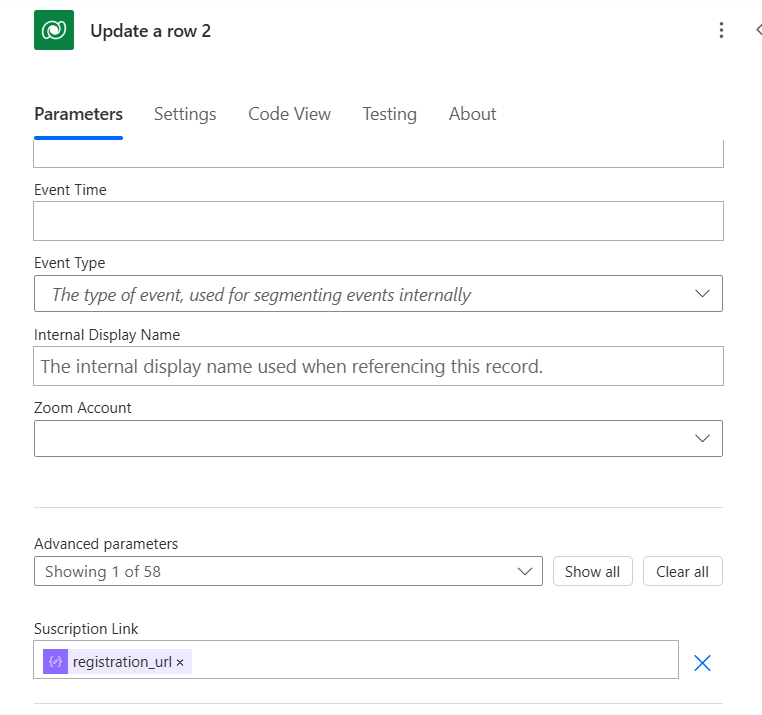 Update a row 2
Parameters Settings Code View Testing About
Event Time
Event Type
The type of event, used for segmenting events internally
Internal Display Name
The internal display name used when referencing this record.
Zoom Account
Advanced parameters
Showing 1 of 58 Show all Clear all
Suscription Link
registration_url ×